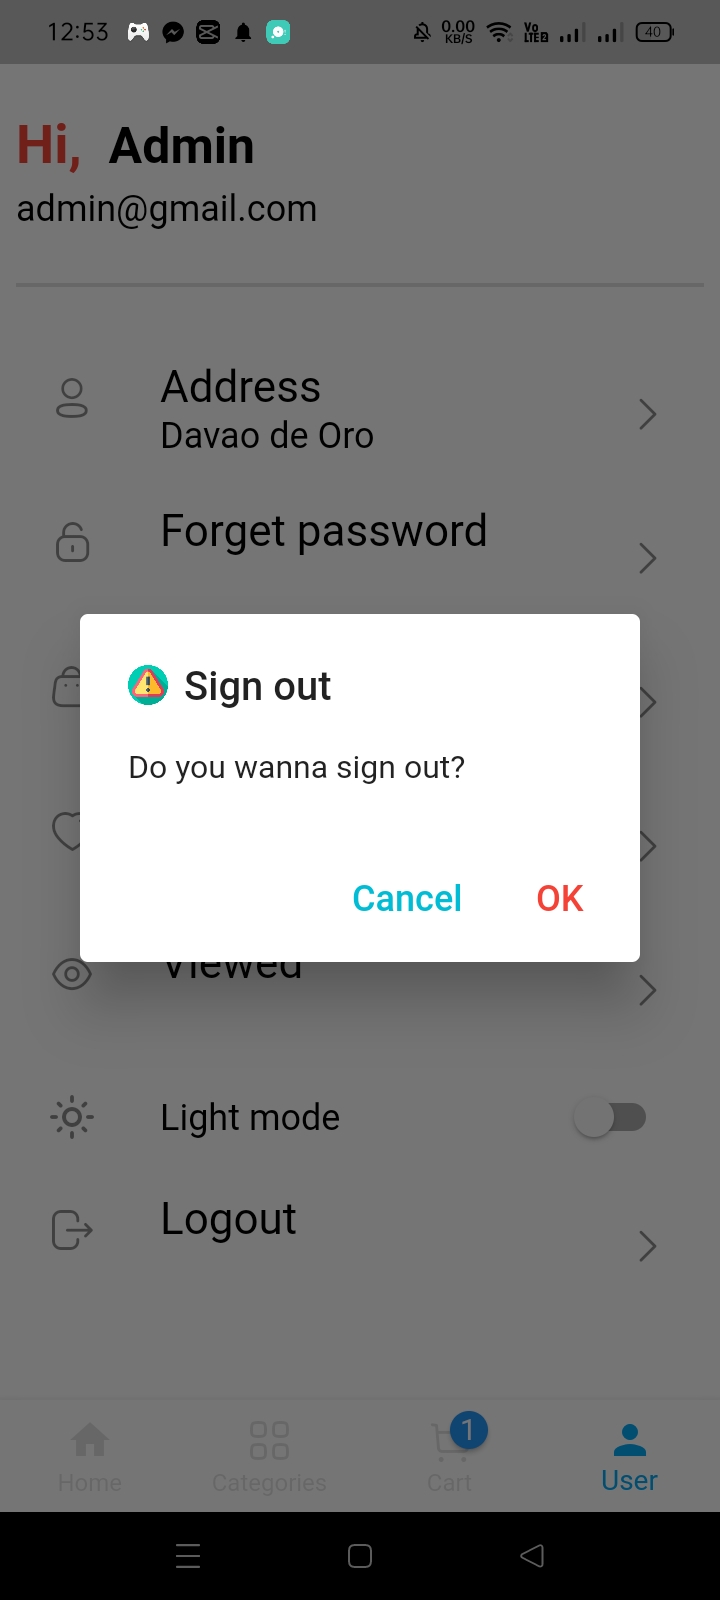 12:53 0.00 KB/S Vo LTE2 40
Hi, Admin
admin@gmail.com
Address
Davao de Oro
Forget password
Sign out
Do you wanna sign out?
Cancel OK
Viewed
Light mode
Logout
1
Home Categories Cart User